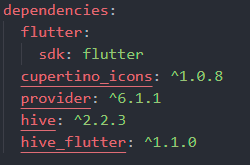 dependencies:
  flutter:
    sdk: flutter
  cupertino_icons: ^1.0.8
  provider: ^6.1.1
  hive: ^2.2.3
  hive_flutter: ^1.1.0